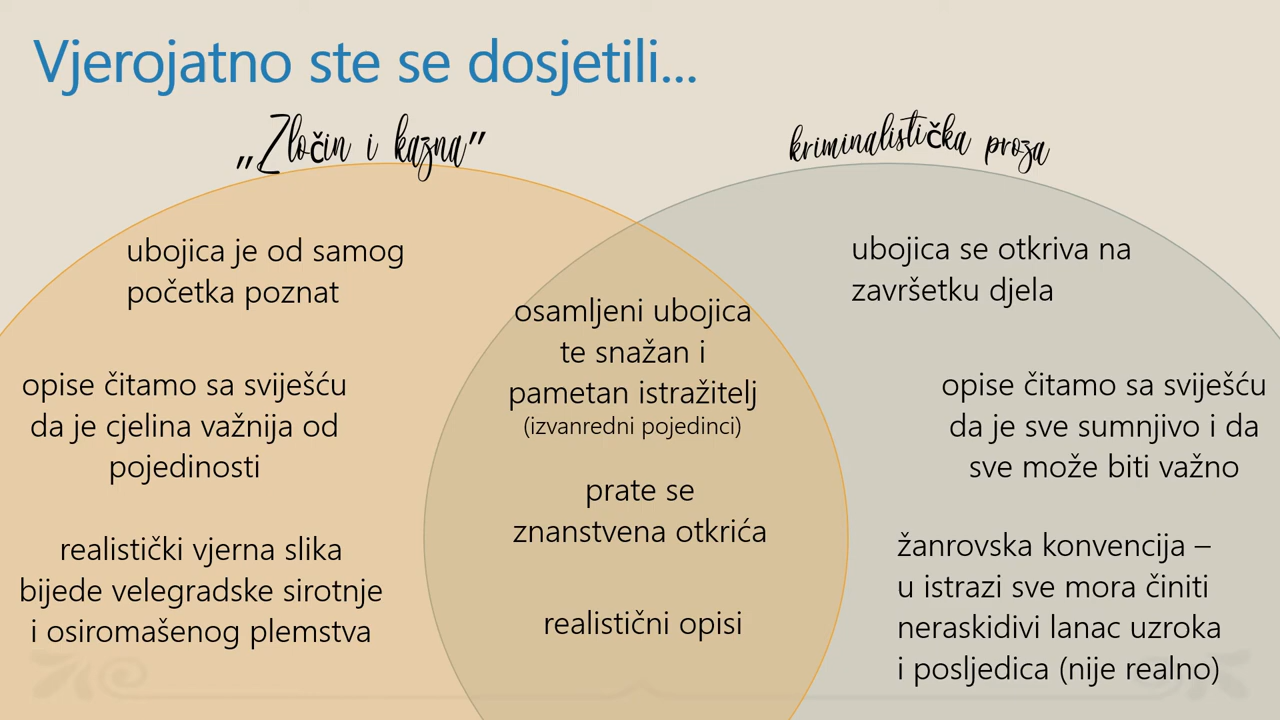 Vjerojatno ste se dosjetili...
„Zločin i kazna”
kriminalistička proza
ubojica je od samog
početka poznat
opise čitamo sa sviješću
da je cjelina važnija od
pojedinosti
realistički vjerna slika
bijede velegradske sirotnje
i osiromašenog plemstva
osamljeni ubojica
te snažan i
pametan istražitelj
(izvanredni pojedinci)
prate se
znanstvena otkrića
realistični opisi
ubojica se otkriva na
završetku djela
opise čitamo sa sviješću
da je sve sumnjivo i da
sve može biti važno
žanrovska konvencija –
u istrazi sve mora činiti
neraskidivi lanac uzroka
i posljedica (nije realno)